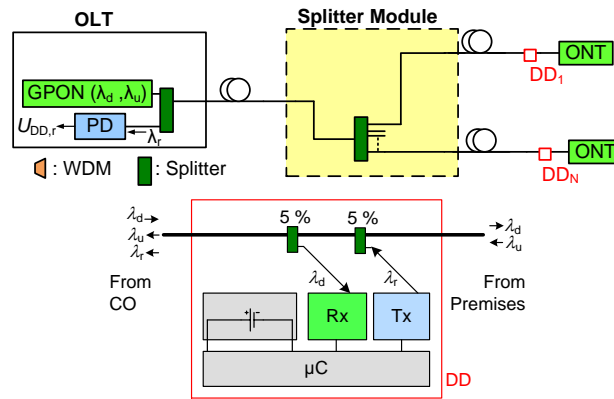 OLT
Splitter Module
GPON (λd ,λu)
ONT
DD1
PD
UDD,r
λr
: WDM
: Splitter
ONT
DDN
λd
5 %
5 %
λd
λu
λu
λr
From
CO
λd
λr
From
Premises
Rx
Tx
+ -
µC
DD